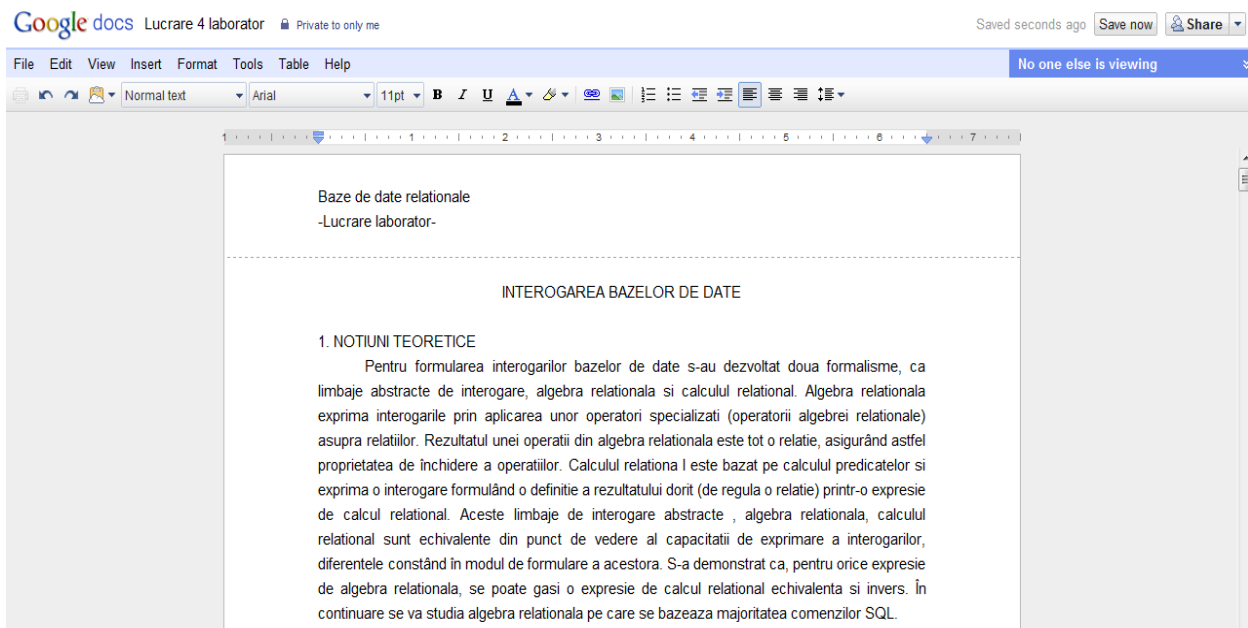 Google docs Lucrare 4 laborator Private to only me Saved seconds ago Save now Share
File Edit View Insert Format Tools Table Help No one else is viewing
Normal text Arial 11pt B I U A
1 1 2 3 4 5 6 7
Baze de date relationale
-Lucrare laborator-
INTEROGAREA BAZELOR DE DATE
1. NOTIUNI TEORETICE
Pentru formularea interogarilor bazelor de date s-au dezvoltat doua formalisme, ca
limbaje abstracte de interogare, algebra relationala si calculul relational. Algebra relationala
exprima interogarile prin aplicarea unor operatori specializati (operatorii algebrei relationale)
asupra relatiilor. Rezultatul unei operatii din algebra relationala este tot o relatie, asigurând astfel
proprietatea de închidere a operatiilor. Calculul relationa l este bazat pe calculul predicatelor si
exprima o interogare formulând o definitie a rezultatului dorit (de regula o relatie) printr-o expresie
de calcul relational. Aceste limbaje de interogare abstracte , algebra relationala, calculul
relational sunt echivalente din punct de vedere al capacitatii de exprimare a interogarilor,
diferentele constând în modul de formulare a acestora. S-a demonstrat ca, pentru orice expresie
de algebra relationala, se poate gasi o expresie de calcul relational echivalenta si invers. În
continuare se va studia algebra relationala pe care se bazeaza majoritatea comenzilor SQL.